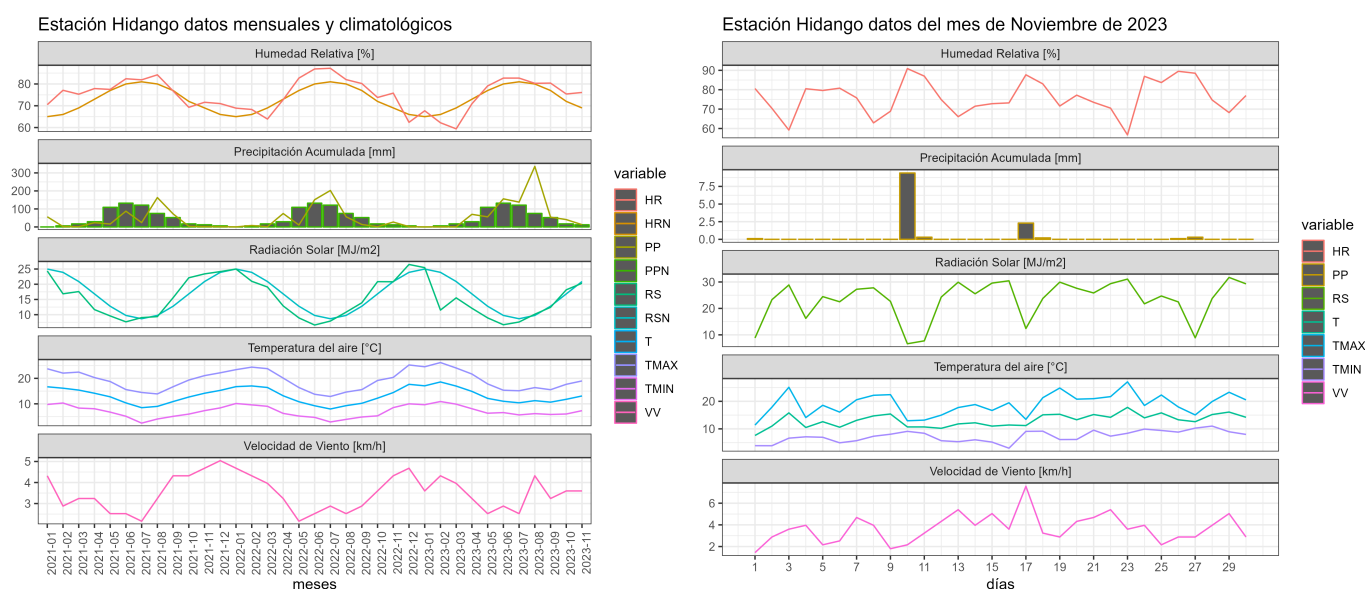 Estación Hidango datos mensuales y climatológicos
Humedad Relativa [%]
80
70
60
Precipitación Acumulada [mm]
300
200
100
0
Radiación Solar [MJ/m2]
25
20
15
10
Temperatura del aire [°C]
20
10
Velocidad de Viento [km/h]
5
4
3
2021-01
2021-02
2021-03
2021-04
2021-05
2021-06
2021-07
2021-08
2021-09
2021-10
2021-11
2021-12
2022-01
2022-02
2022-03
2022-04
2022-05
2022-06
2022-07
2022-08
2022-09
2022-10
2022-11
2022-12
2023-01
2023-02
2023-03
2023-04
2023-05
2023-06
2023-07
2023-08
2023-09
2023-10
2023-11
meses
variable
HR
HRN
PP
PPN
RS
RSN
T
TMAX
TMIN
VV
Estación Hidango datos del mes de Noviembre de 2023
Humedad Relativa [%]
90
80
70
60
Precipitación Acumulada [mm]
7.5
5.0
2.5
0.0
Radiación Solar [MJ/m2]
30
20
10
Temperatura del aire [°C]
20
10
Velocidad de Viento [km/h]
6
4
2
1 3 5 7 9 11 13 15 17 19 21 23 25 27 29
días
variable
HR
PP
RS
T
TMAX
TMIN
VV